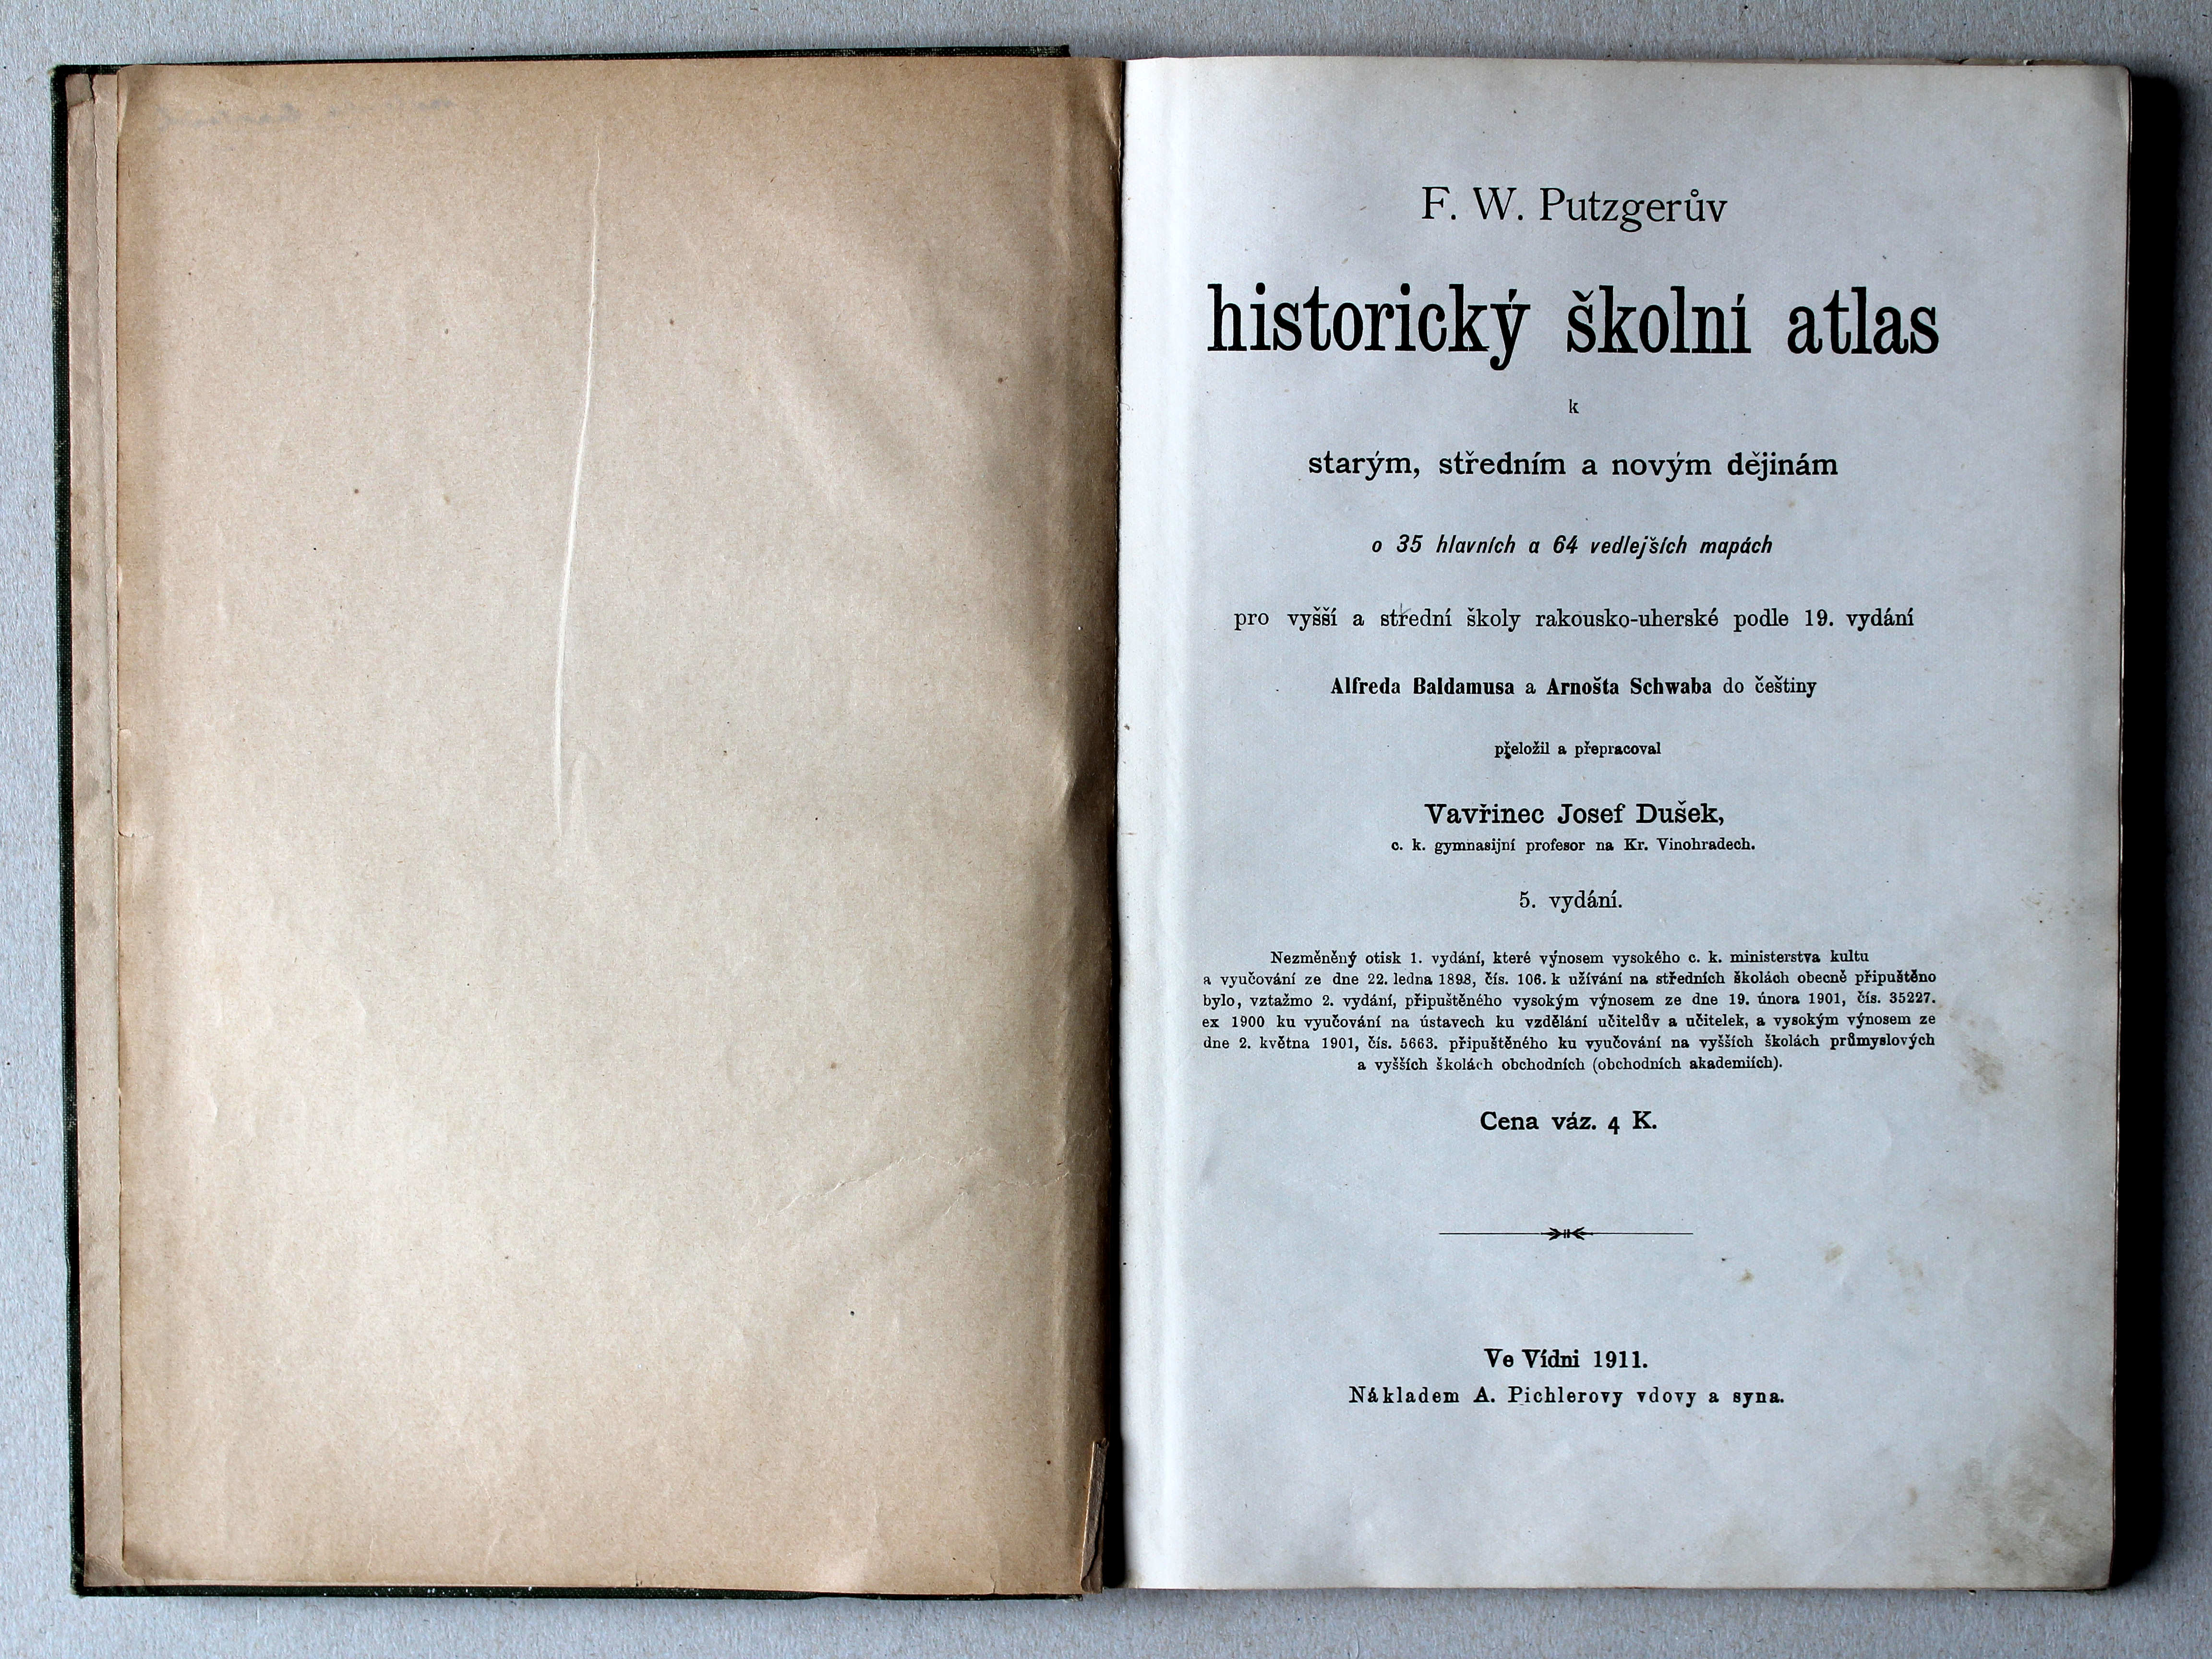 F. W. Putzgerův
historický školní atlas
k
starým, středním a novým dějinám
o 35 hlavních a 64 vedlejších mapách
pro vyšší a střední školy rakousko-uherské podle 19. vydání
Alfreda Baldamusa a Arnošta Schwaba do češtiny
přeložil a přepracoval
Vavřinec Josef Dušek,
c. k. gymnasijní profesor na Kr. Vinohradech.
5. vydání.
Nezměněný otisk 1. vydání, které výnosem vysokého c. k. ministerstva kultu
a vyučování ze dne 22. ledna 1898, čís. 106. k užívání na středních školách obecně připuštěno
bylo, vztažmo 2. vydání, připuštěného vysokým výnosem ze dne 19. února 1901, čís. 35227.
ex 1900 ku vyučování na ústavech ku vzdělání učitelův a učitelek, a vysokým výnosem ze
dne 2. května 1901, čís. 5663. připuštěného ku vyučování na vyšších školách průmyslových
a vyšších školách obchodních (obchodních akademiích).
Cena váz. 4 K.
Ve Vídni 1911.
Nákladem A. Pichlerovy vdovy a syna.